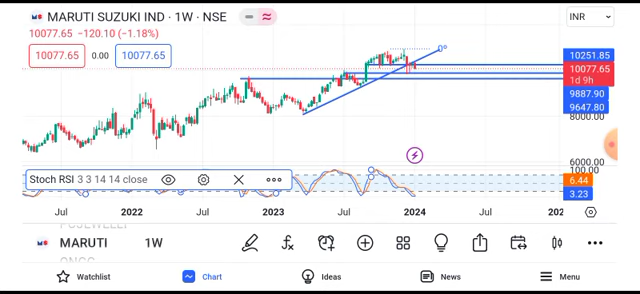 MARUTI SUZUKI IND · 1W · NSE
INR
10077.65 −120.10 (−1.18%)
10077.65 0.00 10077.65
10251.85
10077.65
1d 9h
9887.90
9647.80
8000.00
6000.00
100.00
Stoch RSI 3 3 14 14 close
6.44
3.23
Jul 2022 Jul 2023 Jul 2024 Jul 202
MARUTI 1W
Watchlist Chart Ideas News Menu